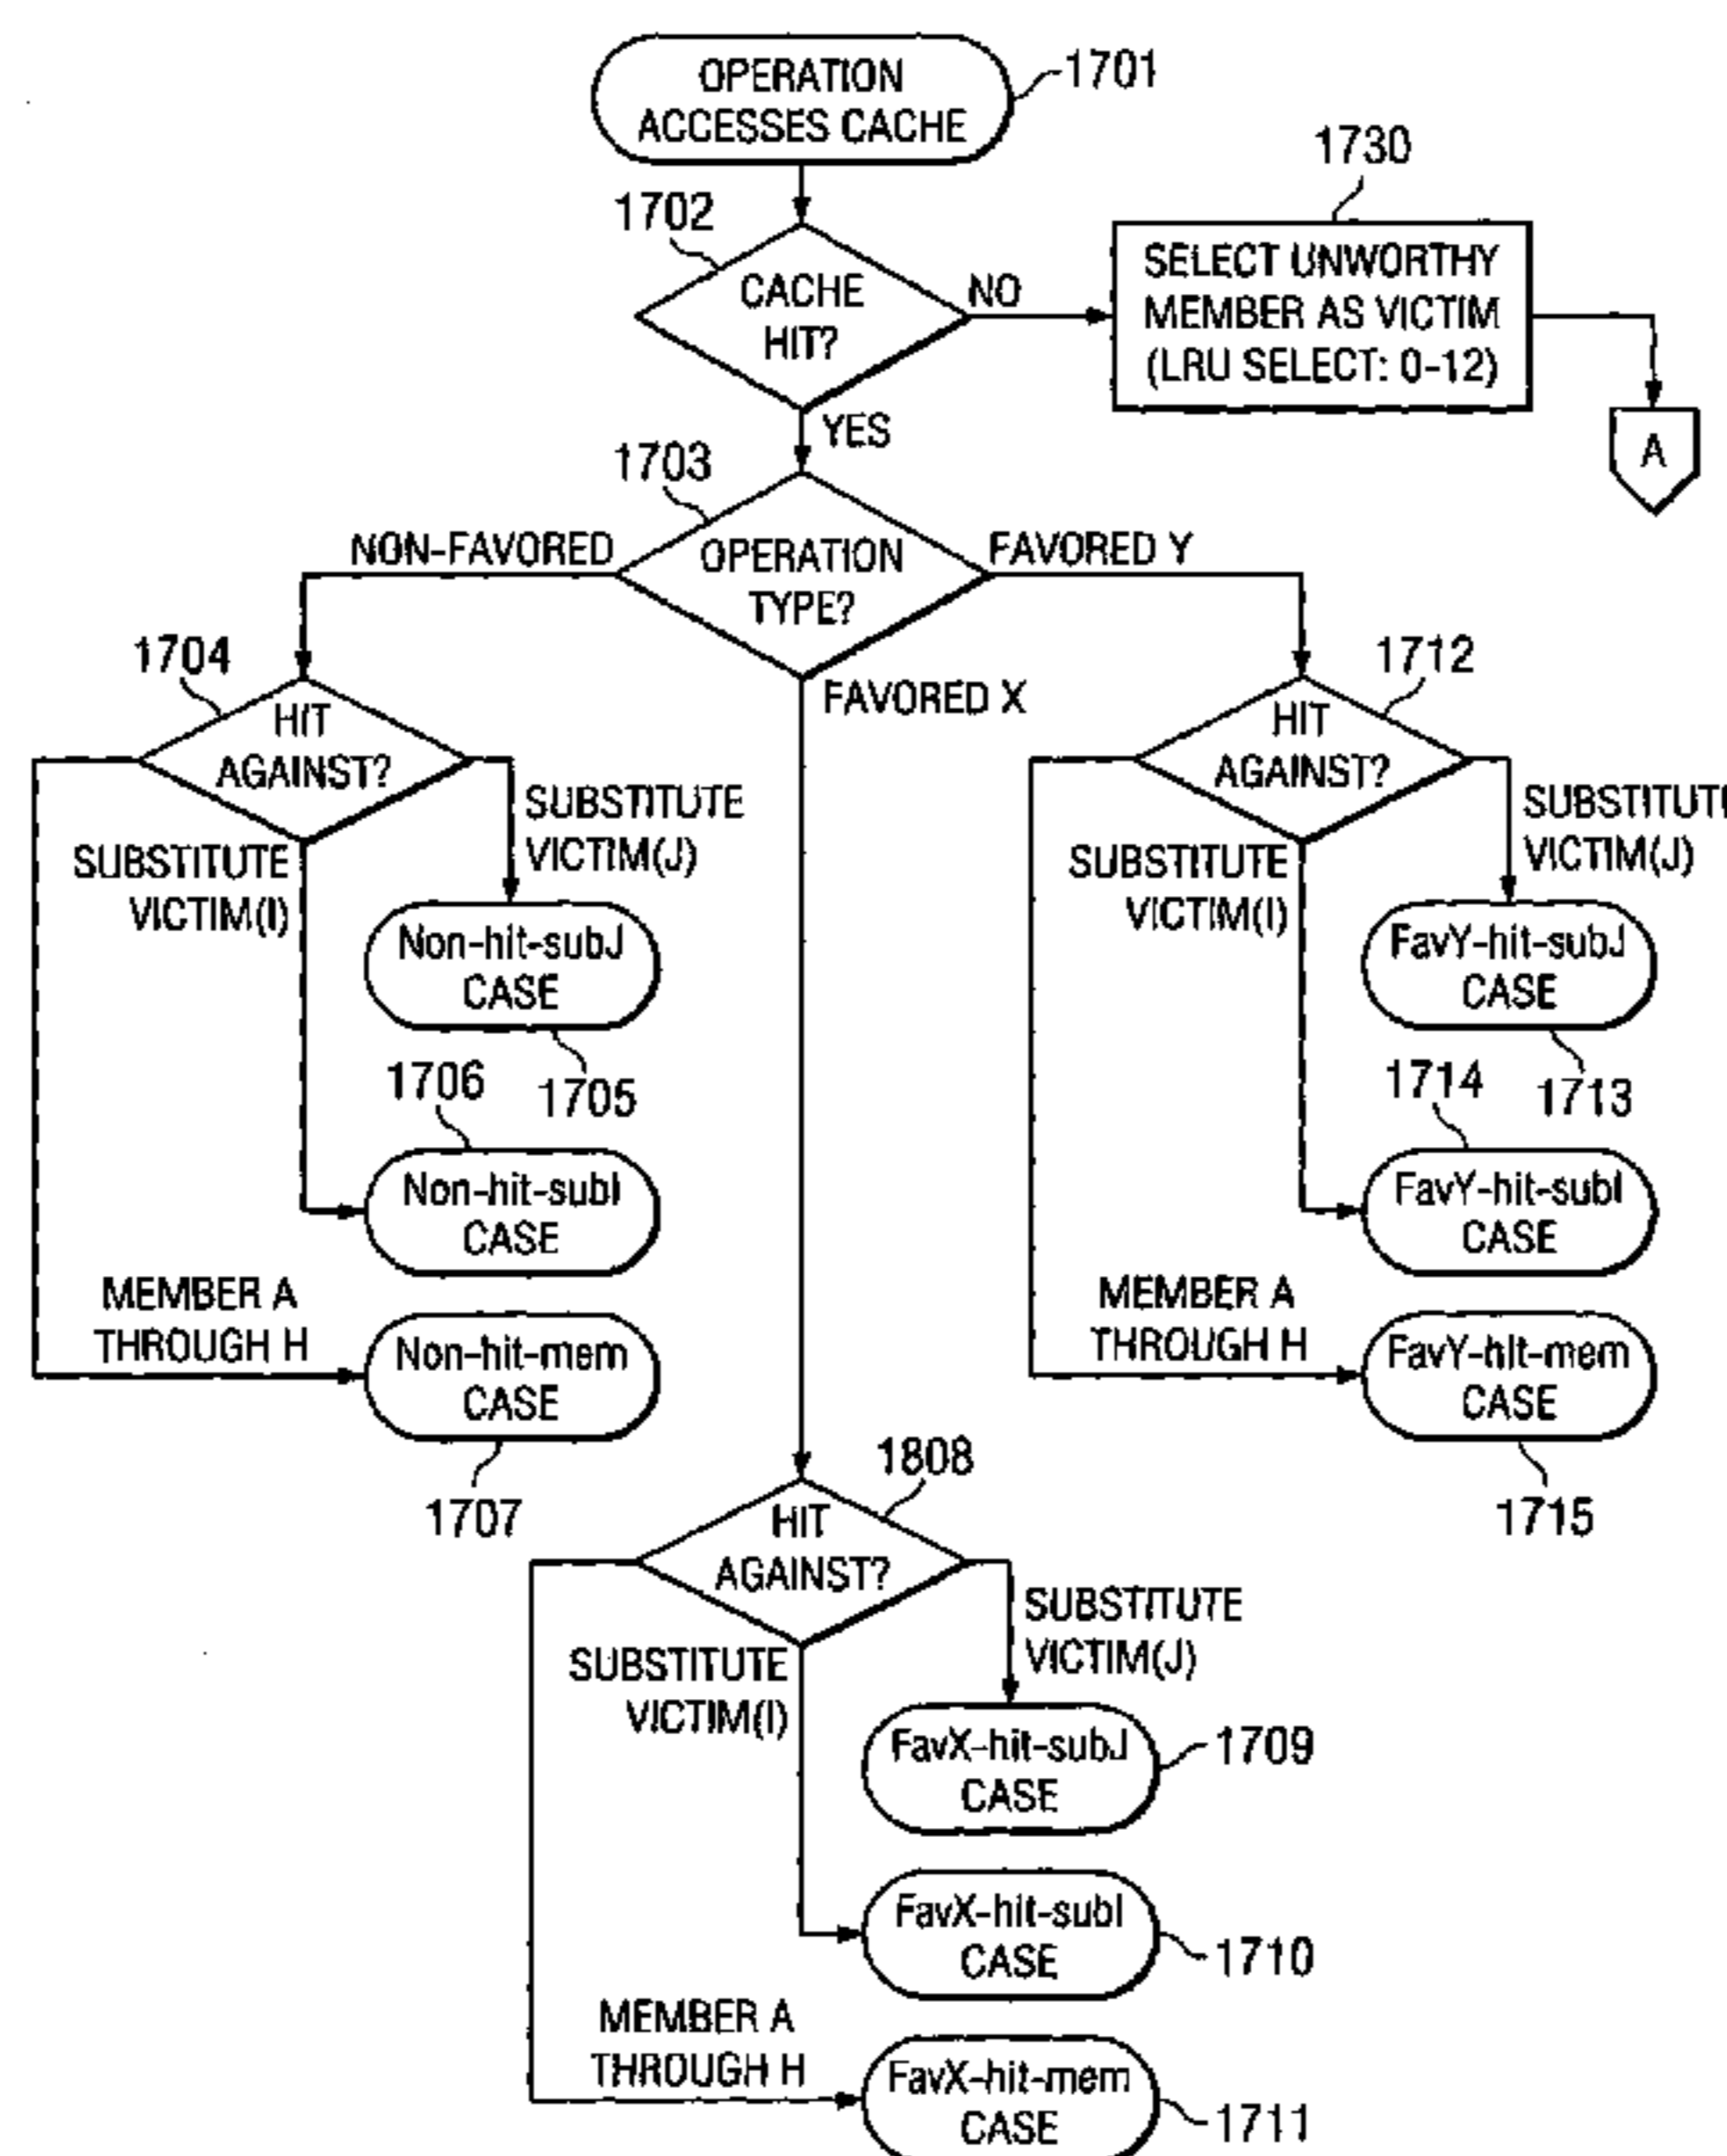 OPERATION
ACCESSES CACHE
1701
1730
1702
CACHE
HIT?
NO
SELECT UNWORTHY
MEMBER AS VICTIM
(LRU SELECT: 0-12)
YES
A
1703
NON-FAVORED
OPERATION
TYPE?
FAVORED Y
FAVORED X
1704
HIT
AGAINST?
SUBSTITUTE
VICTIM(J)
SUBSTITUTE
VICTIM(I)
Non-hit-subJ
CASE
1705
1706
Non-hit-subI
CASE
MEMBER A
THROUGH H
Non-hit-mem
CASE
1707
1712
HIT
AGAINST?
SUBSTITUTE
VICTIM(J)
SUBSTITUTE
VICTIM(I)
FavY-hit-subJ
CASE
1713
1714
FavY-hit-subI
CASE
MEMBER A
THROUGH H
FavY-hit-mem
CASE
1715
1808
HIT
AGAINST?
SUBSTITUTE
VICTIM(J)
SUBSTITUTE
VICTIM(I)
FavX-hit-subJ
CASE
1709
FavX-hit-subI
CASE
1710
MEMBER A
THROUGH H
FavX-hit-mem
CASE
1711